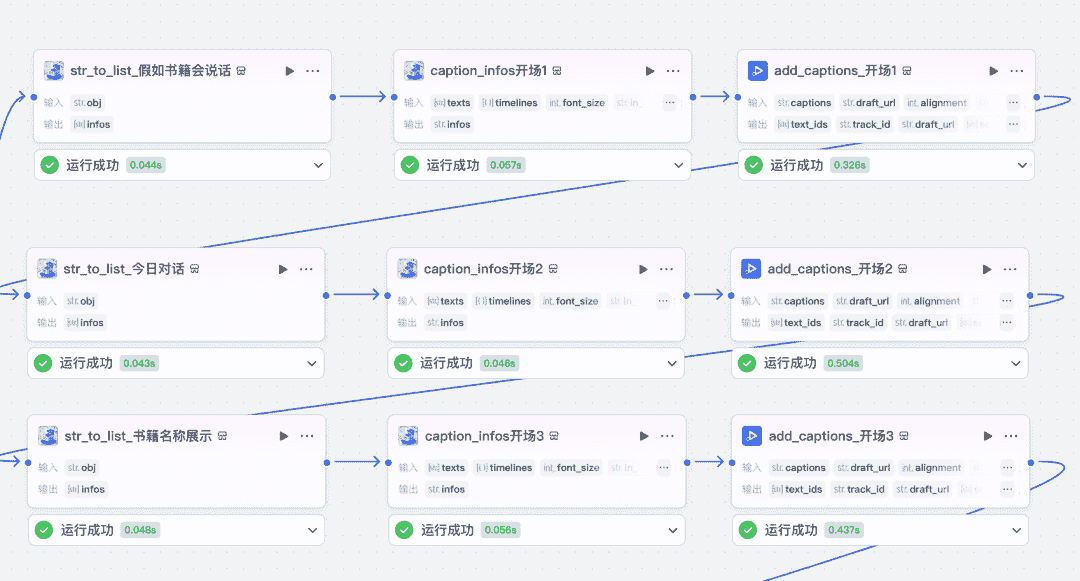 str_to_list_假如书籍会说话
输入 str. obj
输出 [str] infos
运行成功 0.044s
caption_infos开场1
输入 [str] texts [{}] timelines int. font_size str. in_ ...
输出 str. infos
运行成功 0.057s
add_captions_开场1
输入 str. captions str. draft_url int. alignment ...
输出 [str] text_ids str. track_id str. draft_url ...
运行成功 0.326s
str_to_list_今日对话
输入 str. obj
输出 [str] infos
运行成功 0.043s
caption_infos开场2
输入 [str] texts [{}] timelines int. font_size str. in_ ...
输出 str. infos
运行成功 0.046s
add_captions_开场2
输入 str. captions str. draft_url int. alignment ...
输出 [str] text_ids str. track_id str. draft_url ...
运行成功 0.504s
str_to_list_书籍名称展示
输入 str. obj
输出 [str] infos
运行成功 0.048s
caption_infos开场3
输入 [str] texts [{}] timelines int. font_size str. in_ ...
输出 str. infos
运行成功 0.056s
add_captions_开场3
输入 str. captions str. draft_url int. alignment ...
输出 [str] text_ids str. track_id str. draft_url ...
运行成功 0.437s